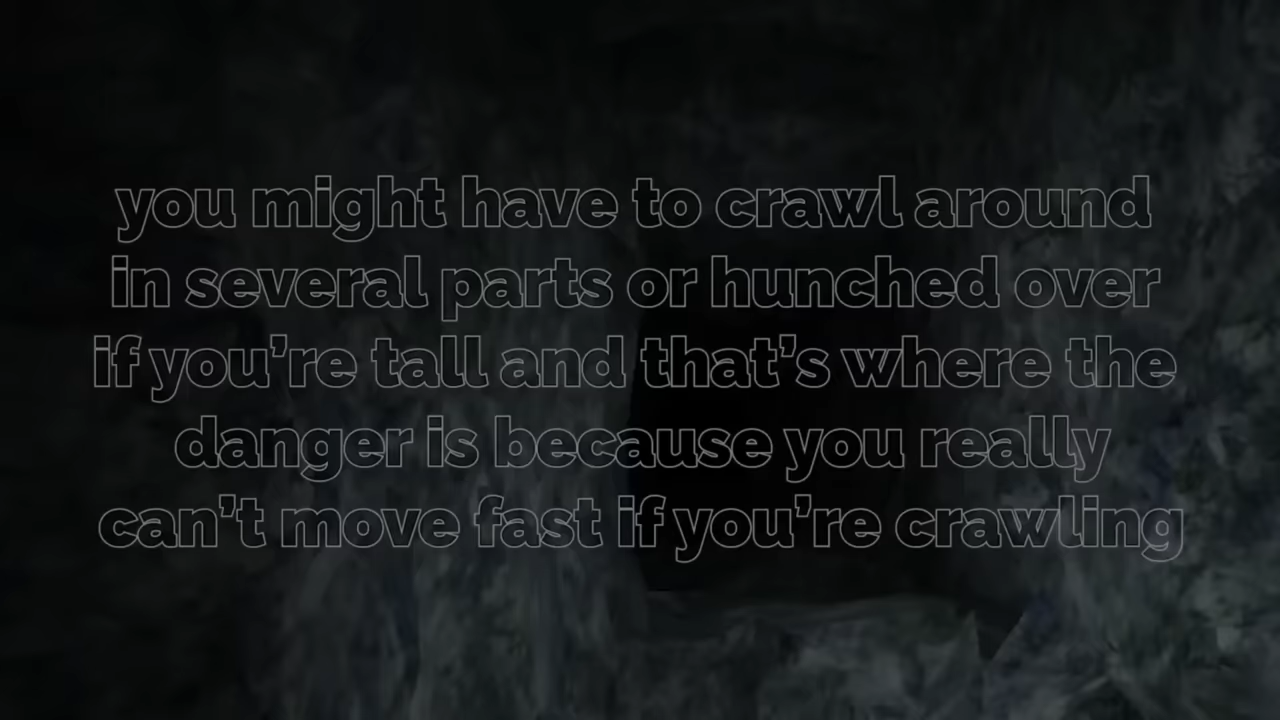 you might have to crawl around
in several parts or hunched over
if you’re tall and that’s where the
danger is because you really
can’t move fast if you’re crawling